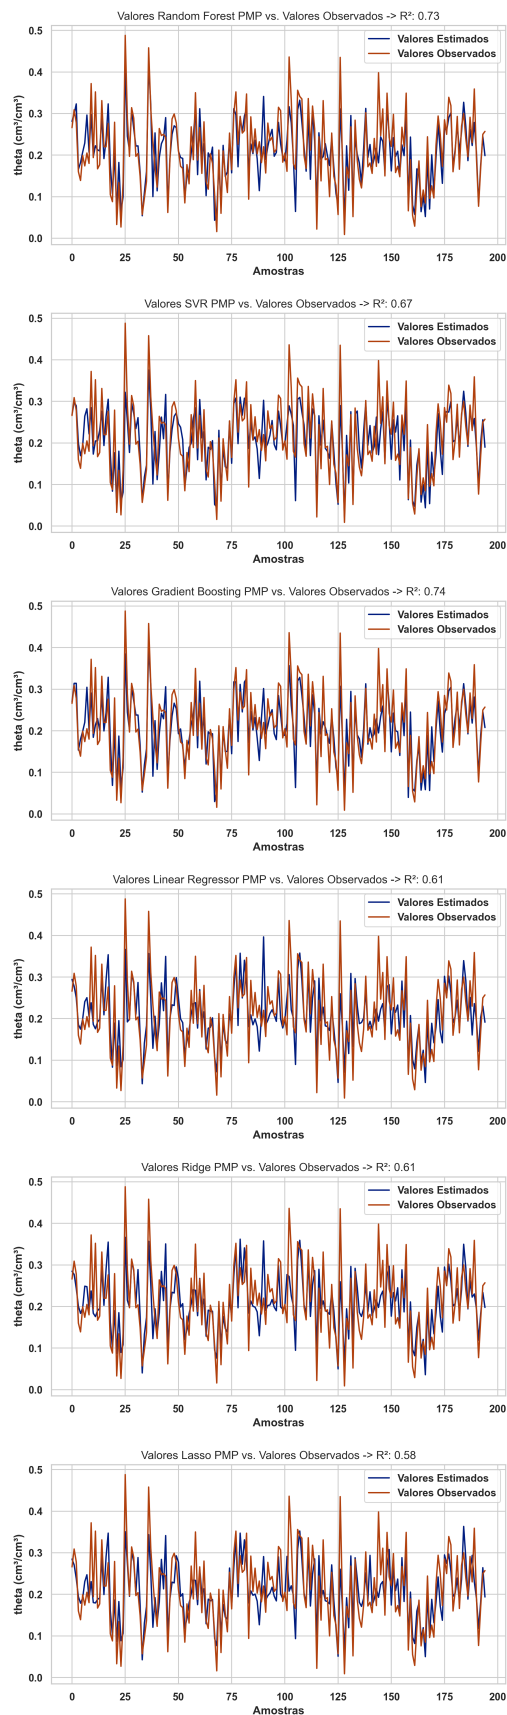 Valores Random Forest PMP vs. Valores Observados -> R²: 0.73
Valores Estimados
Valores Observados
theta (cm³/cm³)
0.5
0.4
0.3
0.2
0.1
0.0
0 25 50 75 100 125 150 175 200
Amostras
Valores SVR PMP vs. Valores Observados -> R²: 0.67
Valores Estimados
Valores Observados
theta (cm³/cm³)
0.5
0.4
0.3
0.2
0.1
0.0
0 25 50 75 100 125 150 175 200
Amostras
Valores Gradient Boosting PMP vs. Valores Observados -> R²: 0.74
Valores Estimados
Valores Observados
theta (cm³/cm³)
0.5
0.4
0.3
0.2
0.1
0.0
0 25 50 75 100 125 150 175 200
Amostras
Valores Linear Regressor PMP vs. Valores Observados -> R²: 0.61
Valores Estimados
Valores Observados
theta (cm³/cm³)
0.5
0.4
0.3
0.2
0.1
0.0
0 25 50 75 100 125 150 175 200
Amostras
Valores Ridge PMP vs. Valores Observados -> R²: 0.61
Valores Estimados
Valores Observados
theta (cm³/cm³)
0.5
0.4
0.3
0.2
0.1
0.0
0 25 50 75 100 125 150 175 200
Amostras
Valores Lasso PMP vs. Valores Observados -> R²: 0.58
Valores Estimados
Valores Observados
theta (cm³/cm³)
0.5
0.4
0.3
0.2
0.1
0.0
0 25 50 75 100 125 150 175 200
Amostras